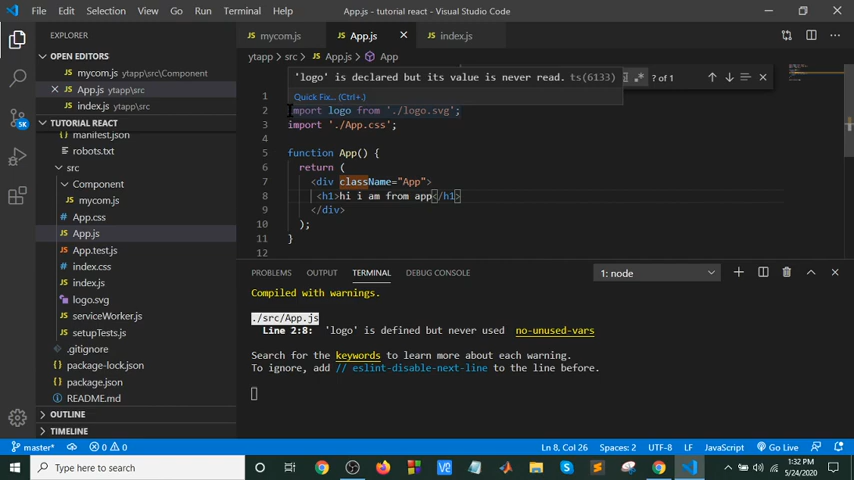 File Edit Selection View Go Run Terminal Help App.js - tutorial react - Visual Studio Code
EXPLORER
OPEN EDITORS
mycom.js ytapp\src\Component
App.js ytapp\src
index.js ytapp\src
TUTORIAL REACT
manifest.json
robots.txt
src
Component
mycom.js
App.css
App.js
App.test.js
index.css
index.js
logo.svg
serviceWorker.js
setupTests.js
.gitignore
package-lock.json
package.json
README.md
OUTLINE
TIMELINE
mycom.js App.js index.js
ytapp > src > App.js > App
'logo' is declared but its value is never read. ts(6133)
? of 1
Quick Fix... (Ctrl+.)
1
2 import logo from './logo.svg';
3 import './App.css';
4
5 function App() {
6 return (
7 <div className="App">
8 <h1>hi i am from app</h1>
9 </div>
10 );
11 }
12
PROBLEMS OUTPUT TERMINAL DEBUG CONSOLE 1: node
Compiled with warnings.
./src/App.js
Line 2:8: 'logo' is defined but never used no-unused-vars
Search for the keywords to learn more about each warning.
To ignore, add // eslint-disable-next-line to the line before.
master* 0 0 Ln 8, Col 26 Spaces: 2 UTF-8 LF JavaScript Go Live
Type here to search
1:32 PM
5/24/2020